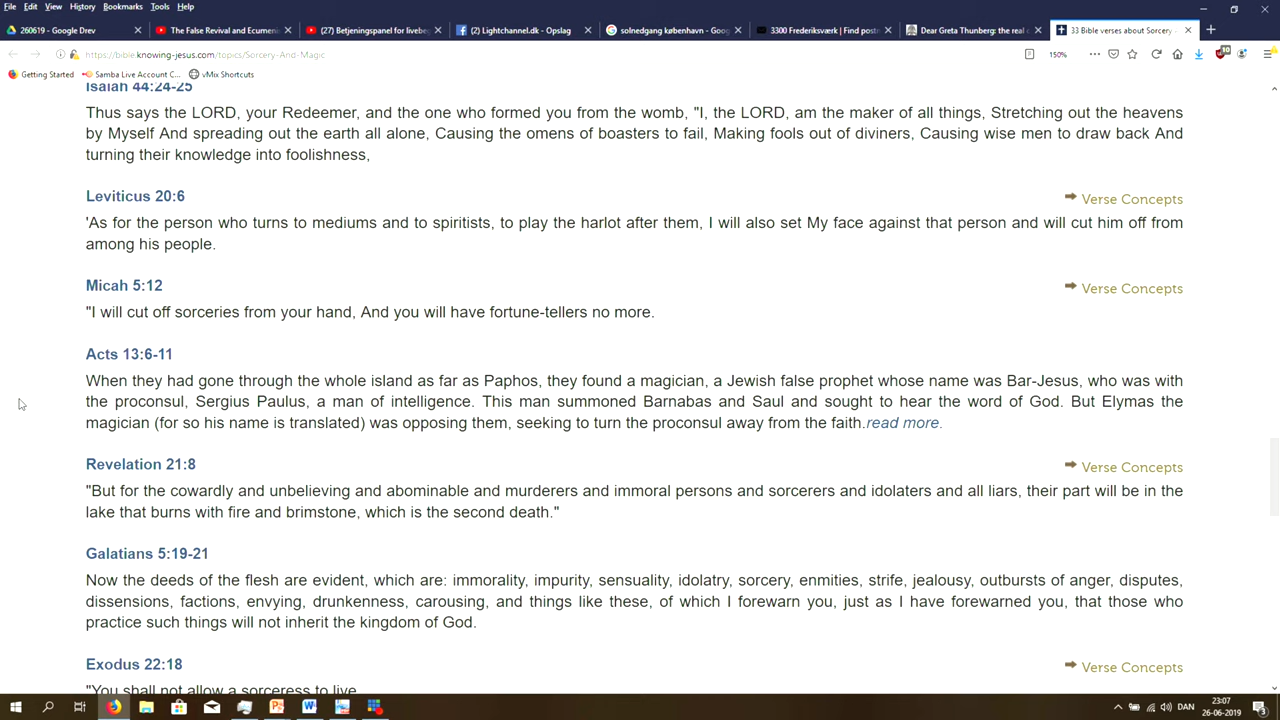 File Edit View History Bookmarks Tools Help
260619 - Google Drev
The False Revival and Ecumeni
(27) Betjeningspanel for livebe
(2) Lightchannel.dk - Opslag
solnedgang københavn - Goog
3300 Frederiksværk | Find postn
Dear Greta Thunberg: the real c
33 Bible verses about Sorcery
https://bible.knowing-jesus.com/topics/Sorcery-And-Magic
150%
10
Getting Started Samba Live Account C... vMix Shortcuts
Isaiah 44:24-25
Thus says the LORD, your Redeemer, and the one who formed you from the womb, "I, the LORD, am the maker of all things, Stretching out the heavens
by Myself And spreading out the earth all alone, Causing the omens of boasters to fail, Making fools out of diviners, Causing wise men to draw back And
turning their knowledge into foolishness,
Leviticus 20:6
Verse Concepts
'As for the person who turns to mediums and to spiritists, to play the harlot after them, I will also set My face against that person and will cut him off from
among his people.
Micah 5:12
Verse Concepts
"I will cut off sorceries from your hand, And you will have fortune-tellers no more.
Acts 13:6-11
When they had gone through the whole island as far as Paphos, they found a magician, a Jewish false prophet whose name was Bar-Jesus, who was with
the proconsul, Sergius Paulus, a man of intelligence. This man summoned Barnabas and Saul and sought to hear the word of God. But Elymas the
magician (for so his name is translated) was opposing them, seeking to turn the proconsul away from the faith.read more.
Revelation 21:8
Verse Concepts
"But for the cowardly and unbelieving and abominable and murderers and immoral persons and sorcerers and idolaters and all liars, their part will be in the
lake that burns with fire and brimstone, which is the second death."
Galatians 5:19-21
Now the deeds of the flesh are evident, which are: immorality, impurity, sensuality, idolatry, sorcery, enmities, strife, jealousy, outbursts of anger, disputes,
dissensions, factions, envying, drunkenness, carousing, and things like these, of which I forewarn you, just as I have forewarned you, that those who
practice such things will not inherit the kingdom of God.
Exodus 22:18
Verse Concepts
"You shall not allow a sorceress to live.
DAN
23:07
26-06-2019
3